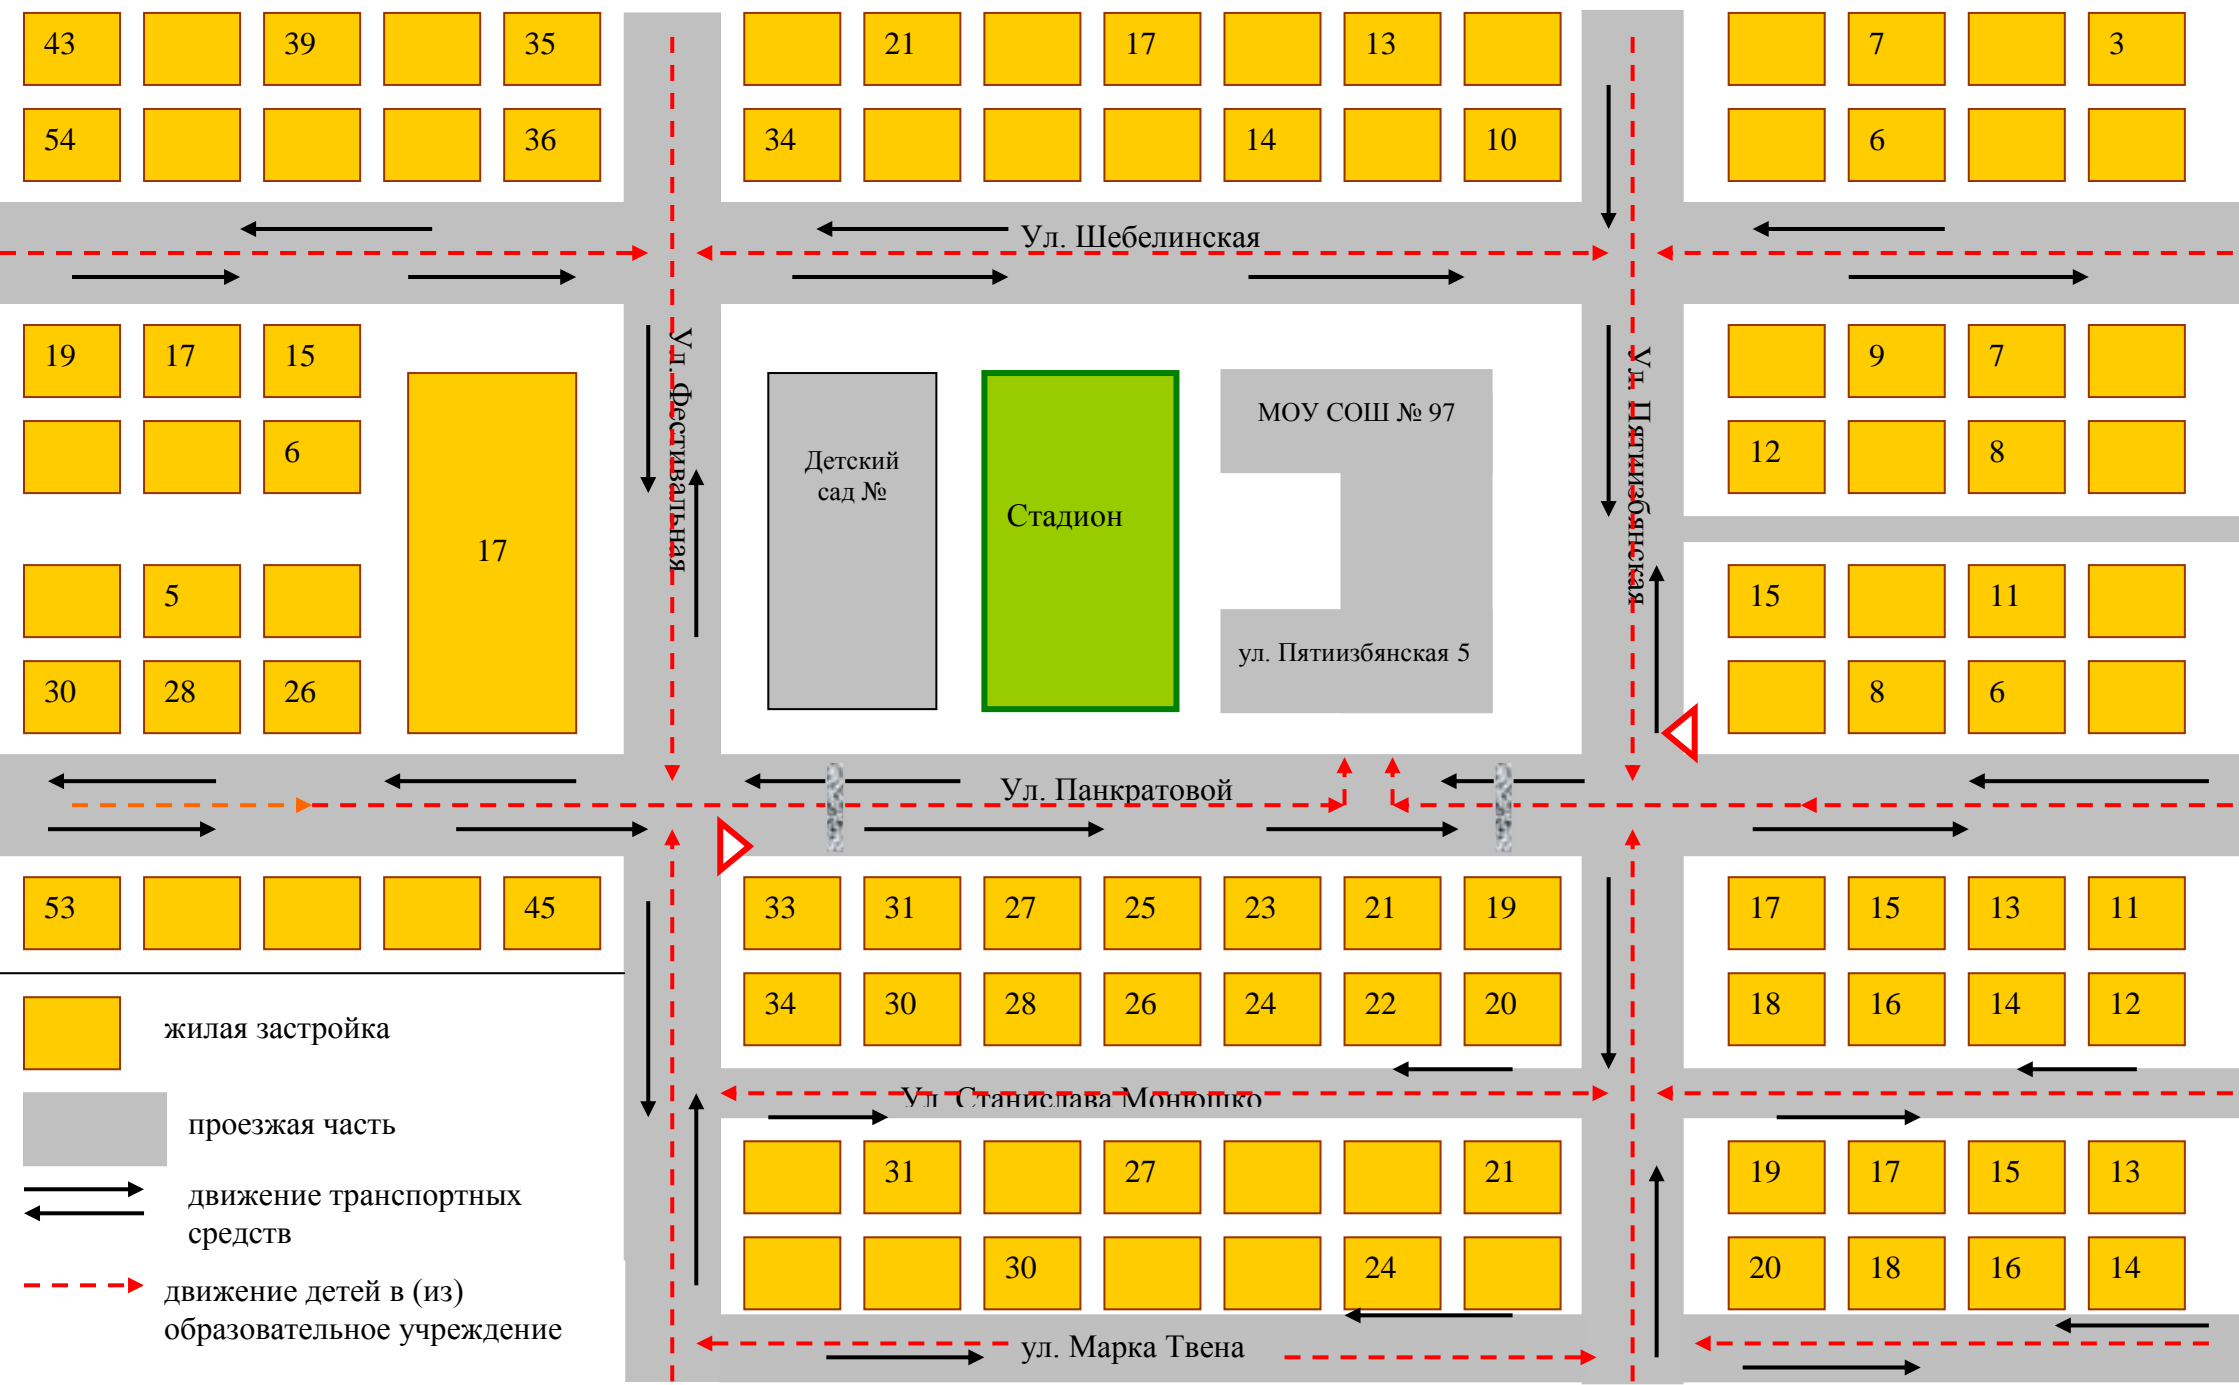 43 39 35 21 17 13 7 3
54 36 34 14 10 6
Ул. Шебелинская
19 17 15 9 7
6 12 8
Ул. Фестивальная
Ул. Пятиизбянская
МОУ СОШ № 97
Детский
сад №
Стадион
17
5 15 11
ул. Пятиизбянская 5
30 28 26 8 6
Ул. Панкратовой
53 45 33 31 27 25 23 21 19 17 15 13 11
34 30 28 26 24 22 20 18 16 14 12
жилая застройка
Ул. Станислава Монюшко
проезжая часть
31 27 21 19 17 15 13
движение транспортных
средств
30 24 20 18 16 14
движение детей в (из)
образовательное учреждение
ул. Марка Твена